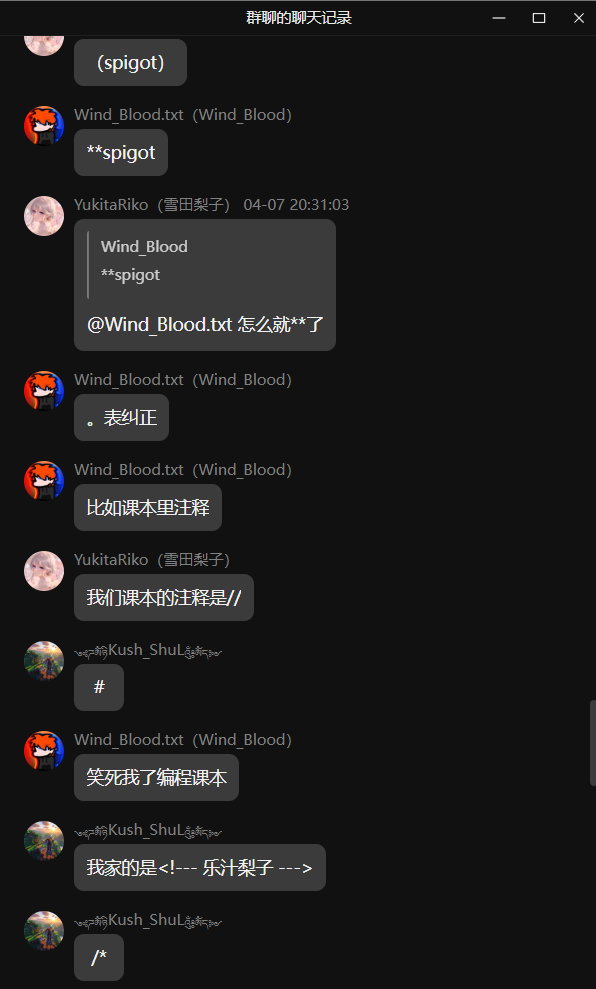 群聊的聊天记录
（spigot）
Wind_Blood.txt（Wind_Blood）
**spigot
YukitaRiko（雪田梨子） 04-07 20:31:03
Wind_Blood
**spigot
@Wind_Blood.txt 怎么就**了
Wind_Blood.txt（Wind_Blood）
。表纠正
Wind_Blood.txt（Wind_Blood）
比如课本里注释
YukitaRiko（雪田梨子）
我们课本的注释是//
Kush_ShuL
#
Wind_Blood.txt（Wind_Blood）
笑死我了编程课本
Kush_ShuL
我家的是<!--- 乐汁梨子 --->
Kush_ShuL
/*